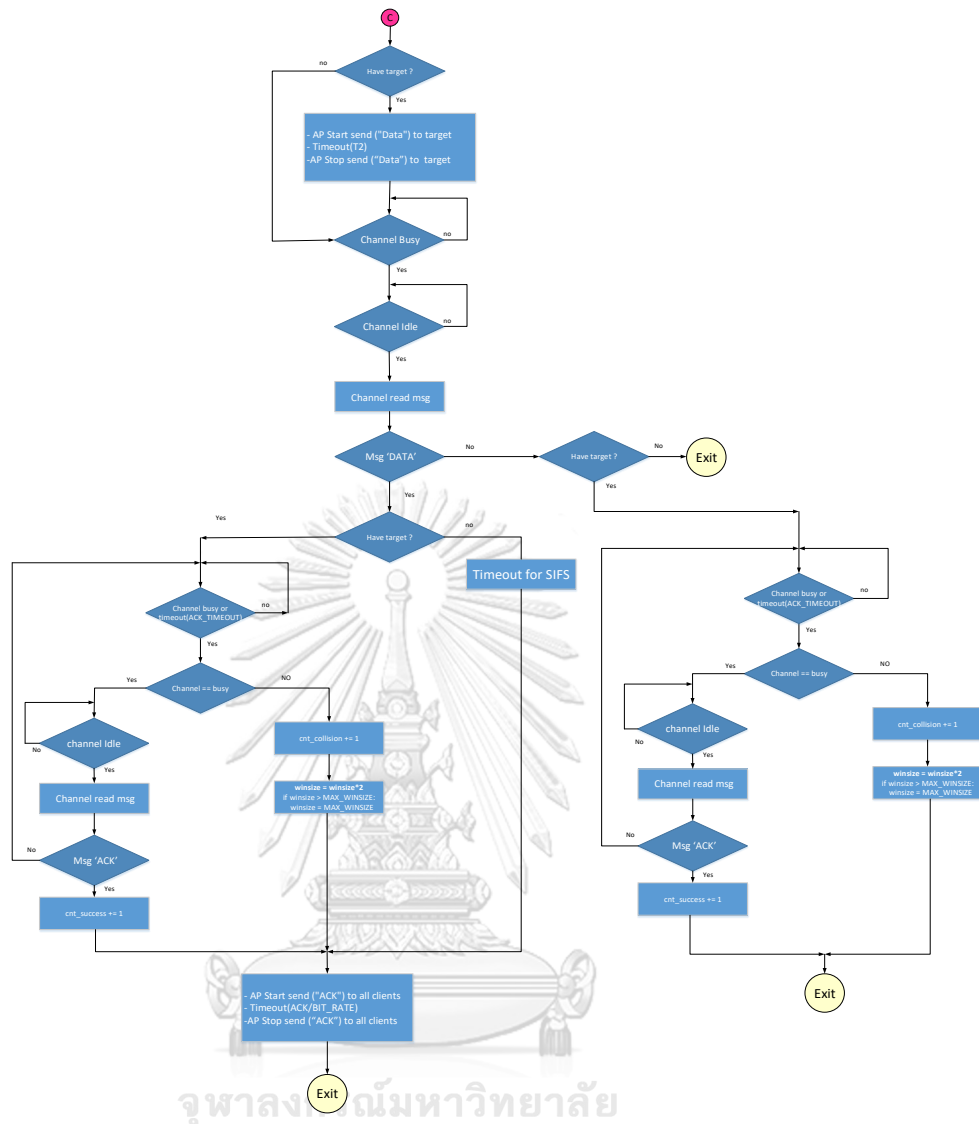 C
Have target ?
no
Yes
- AP Start send ("Data") to target
- Timeout(T2)
-AP Stop send ("Data") to target
Channel Busy
no
Yes
Channel Idle
no
Yes
Channel read msg
Msg 'DATA'
No
Have target ?
No
Exit
Yes
Yes
Yes
Have target ?
no
Timeout for SIFS
Channel busy or
timeout(ACK_TIMEOUT)
no
Yes
Yes
Channel == busy
NO
channel Idle
No
Yes
cnt_collision += 1
Channel read msg
winsize = winsize*2
if winsize > MAX_WINSIZE:
winsize = MAX_WINSIZE
No
Msg 'ACK'
Yes
cnt_success += 1
- AP Start send ("ACK") to all clients
- Timeout(ACK/BIT_RATE)
-AP Stop send ("ACK") to all clients
Exit
Channel busy or
timeout(ACK_TIMEOUT)
no
Yes
Yes
Channel == busy
NO
channel Idle
No
Yes
cnt_collision += 1
Channel read msg
winsize = winsize*2
if winsize > MAX_WINSIZE:
winsize = MAX_WINSIZE
No
Msg 'ACK'
Yes
cnt_success += 1
Exit
จุฬาลงกรณ์มหาวิทยาลัย